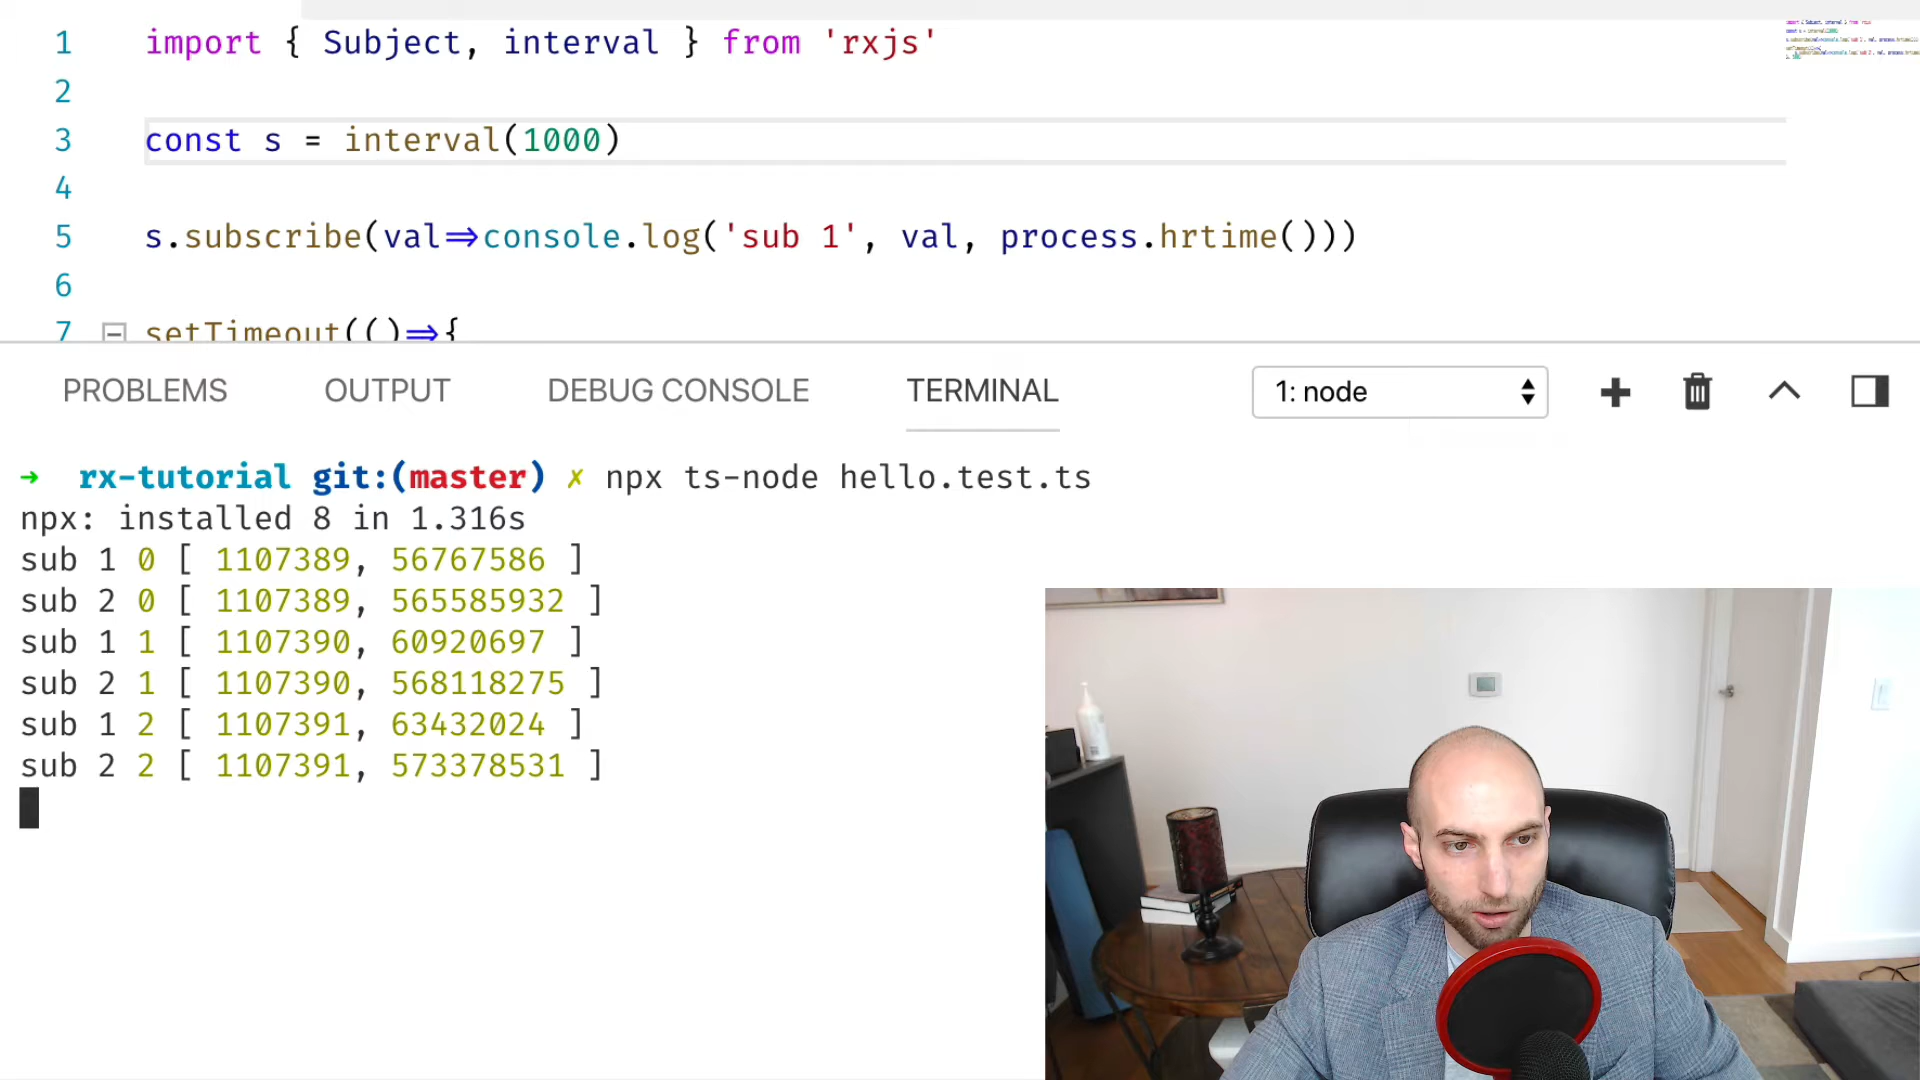 1 import { Subject, interval } from 'rxjs'
2
3 const s = interval(1000)
4
5 s.subscribe(val=>console.log('sub 1', val, process.hrtime()))
6
7 setTimeout(()=>{
PROBLEMS OUTPUT DEBUG CONSOLE TERMINAL 1: node
→ rx-tutorial git:(master) ✗ npx ts-node hello.test.ts
npx: installed 8 in 1.316s
sub 1 0 [ 1107389, 56767586 ]
sub 2 0 [ 1107389, 565585932 ]
sub 1 1 [ 1107390, 60920697 ]
sub 2 1 [ 1107390, 568118275 ]
sub 1 2 [ 1107391, 63432024 ]
sub 2 2 [ 1107391, 573378531 ]